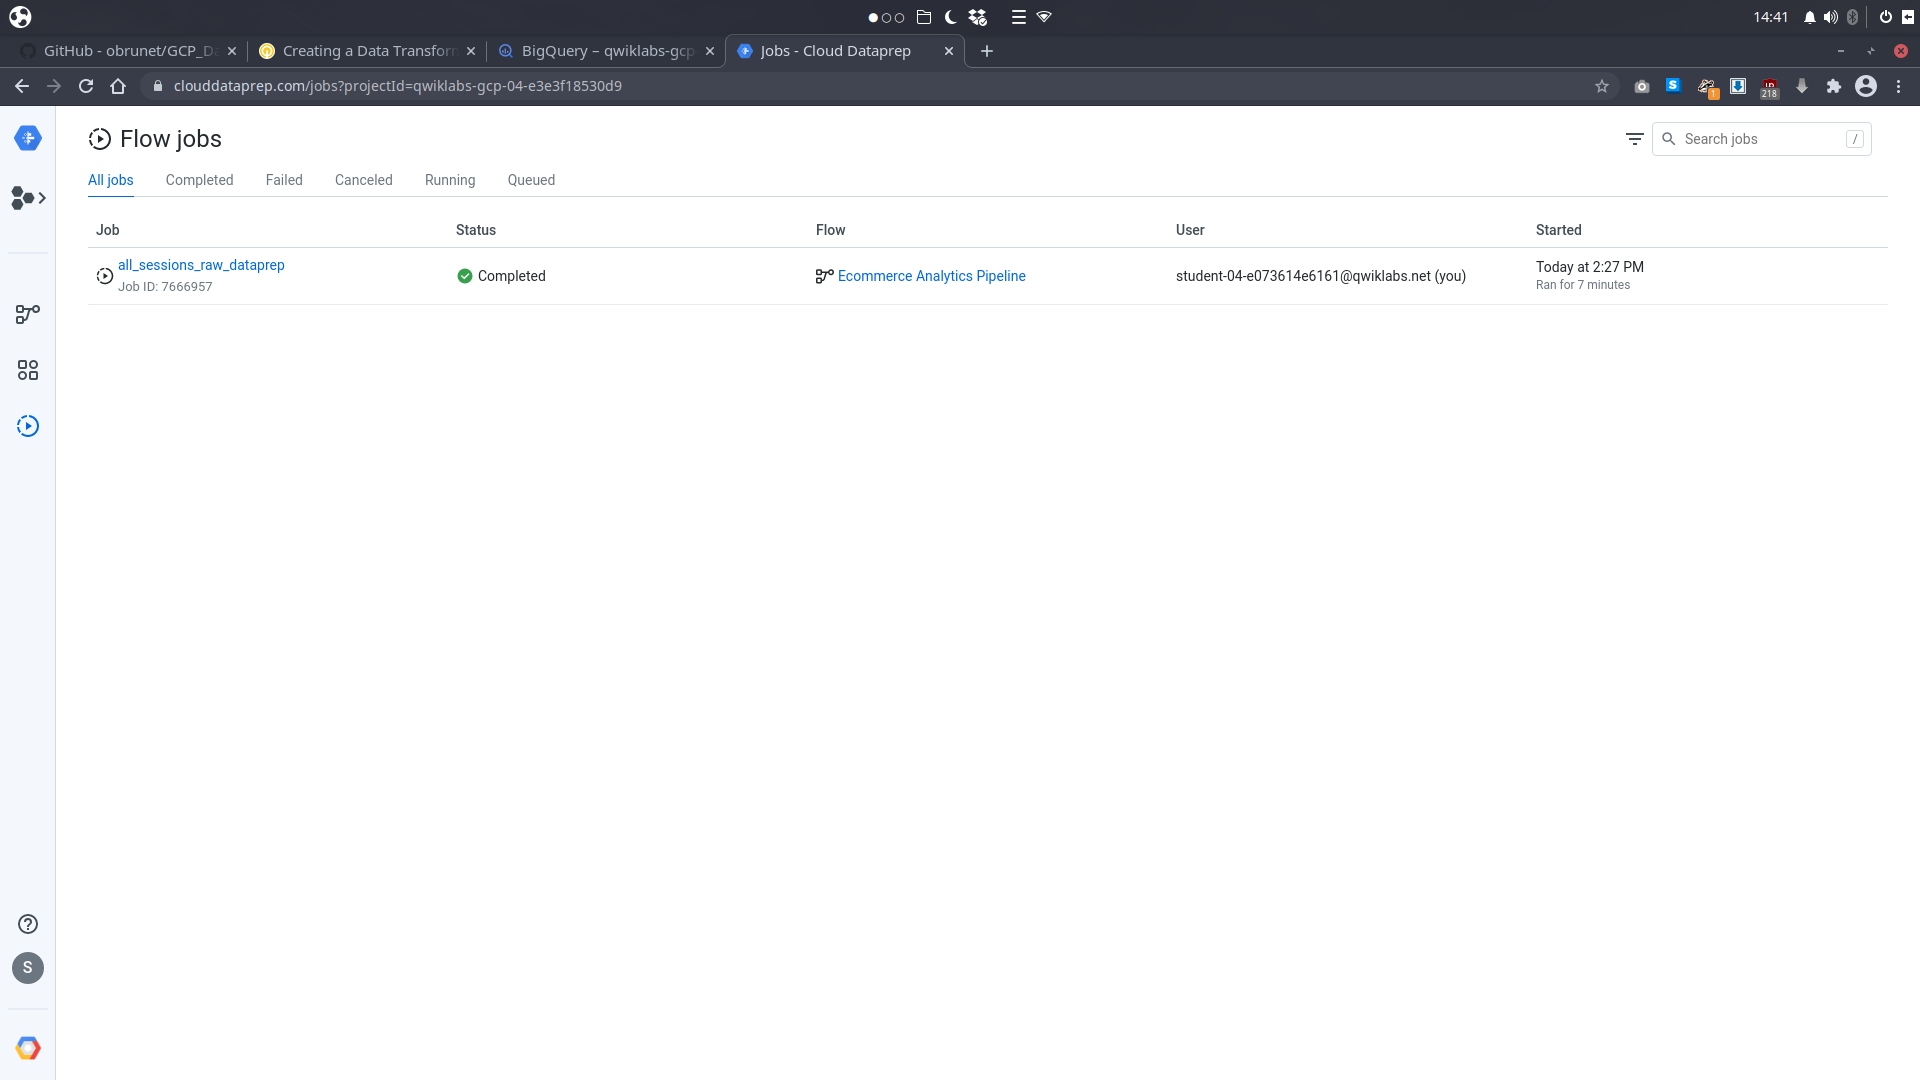 14:41
GitHub - obrunet/GCP_Da
Creating a Data Transform
BigQuery – qwiklabs-gcp
Jobs - Cloud Dataprep
clouddataprep.com/jobs?projectId=qwiklabs-gcp-04-e3e3f18530d9
S
1
218
Flow jobs
Search jobs
/
All jobs
Completed
Failed
Canceled
Running
Queued
Job
Status
Flow
User
Started
all_sessions_raw_dataprep
Job ID: 7666957
Completed
Ecommerce Analytics Pipeline
student-04-e073614e6161@qwiklabs.net (you)
Today at 2:27 PM
Ran for 7 minutes
S